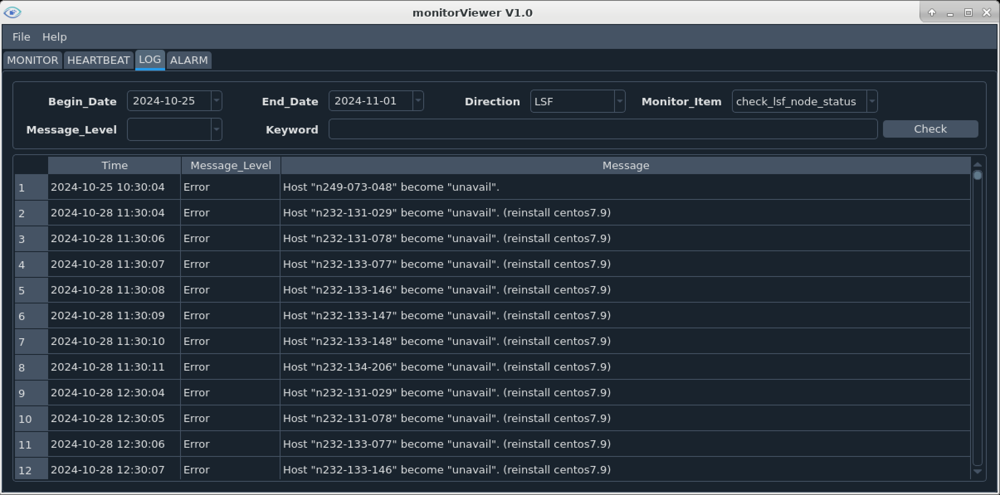 monitorViewer V1.0
File Help
MONITOR HEARTBEAT LOG ALARM
Begin_Date 2024-10-25 End_Date 2024-11-01 Direction LSF Monitor_Item check_lsf_node_status
Message_Level Keyword Check
Time Message_Level Message
1 2024-10-25 10:30:04 Error Host "n249-073-048" become "unavail".
2 2024-10-28 11:30:04 Error Host "n232-131-029" become "unavail". (reinstall centos7.9)
3 2024-10-28 11:30:06 Error Host "n232-131-078" become "unavail". (reinstall centos7.9)
4 2024-10-28 11:30:07 Error Host "n232-133-077" become "unavail". (reinstall centos7.9)
5 2024-10-28 11:30:08 Error Host "n232-133-146" become "unavail". (reinstall centos7.9)
6 2024-10-28 11:30:09 Error Host "n232-133-147" become "unavail". (reinstall centos7.9)
7 2024-10-28 11:30:10 Error Host "n232-133-148" become "unavail". (reinstall centos7.9)
8 2024-10-28 11:30:11 Error Host "n232-134-206" become "unavail". (reinstall centos7.9)
9 2024-10-28 12:30:04 Error Host "n232-131-029" become "unavail". (reinstall centos7.9)
10 2024-10-28 12:30:05 Error Host "n232-131-078" become "unavail". (reinstall centos7.9)
11 2024-10-28 12:30:06 Error Host "n232-133-077" become "unavail". (reinstall centos7.9)
12 2024-10-28 12:30:07 Error Host "n232-133-146" become "unavail". (reinstall centos7.9)